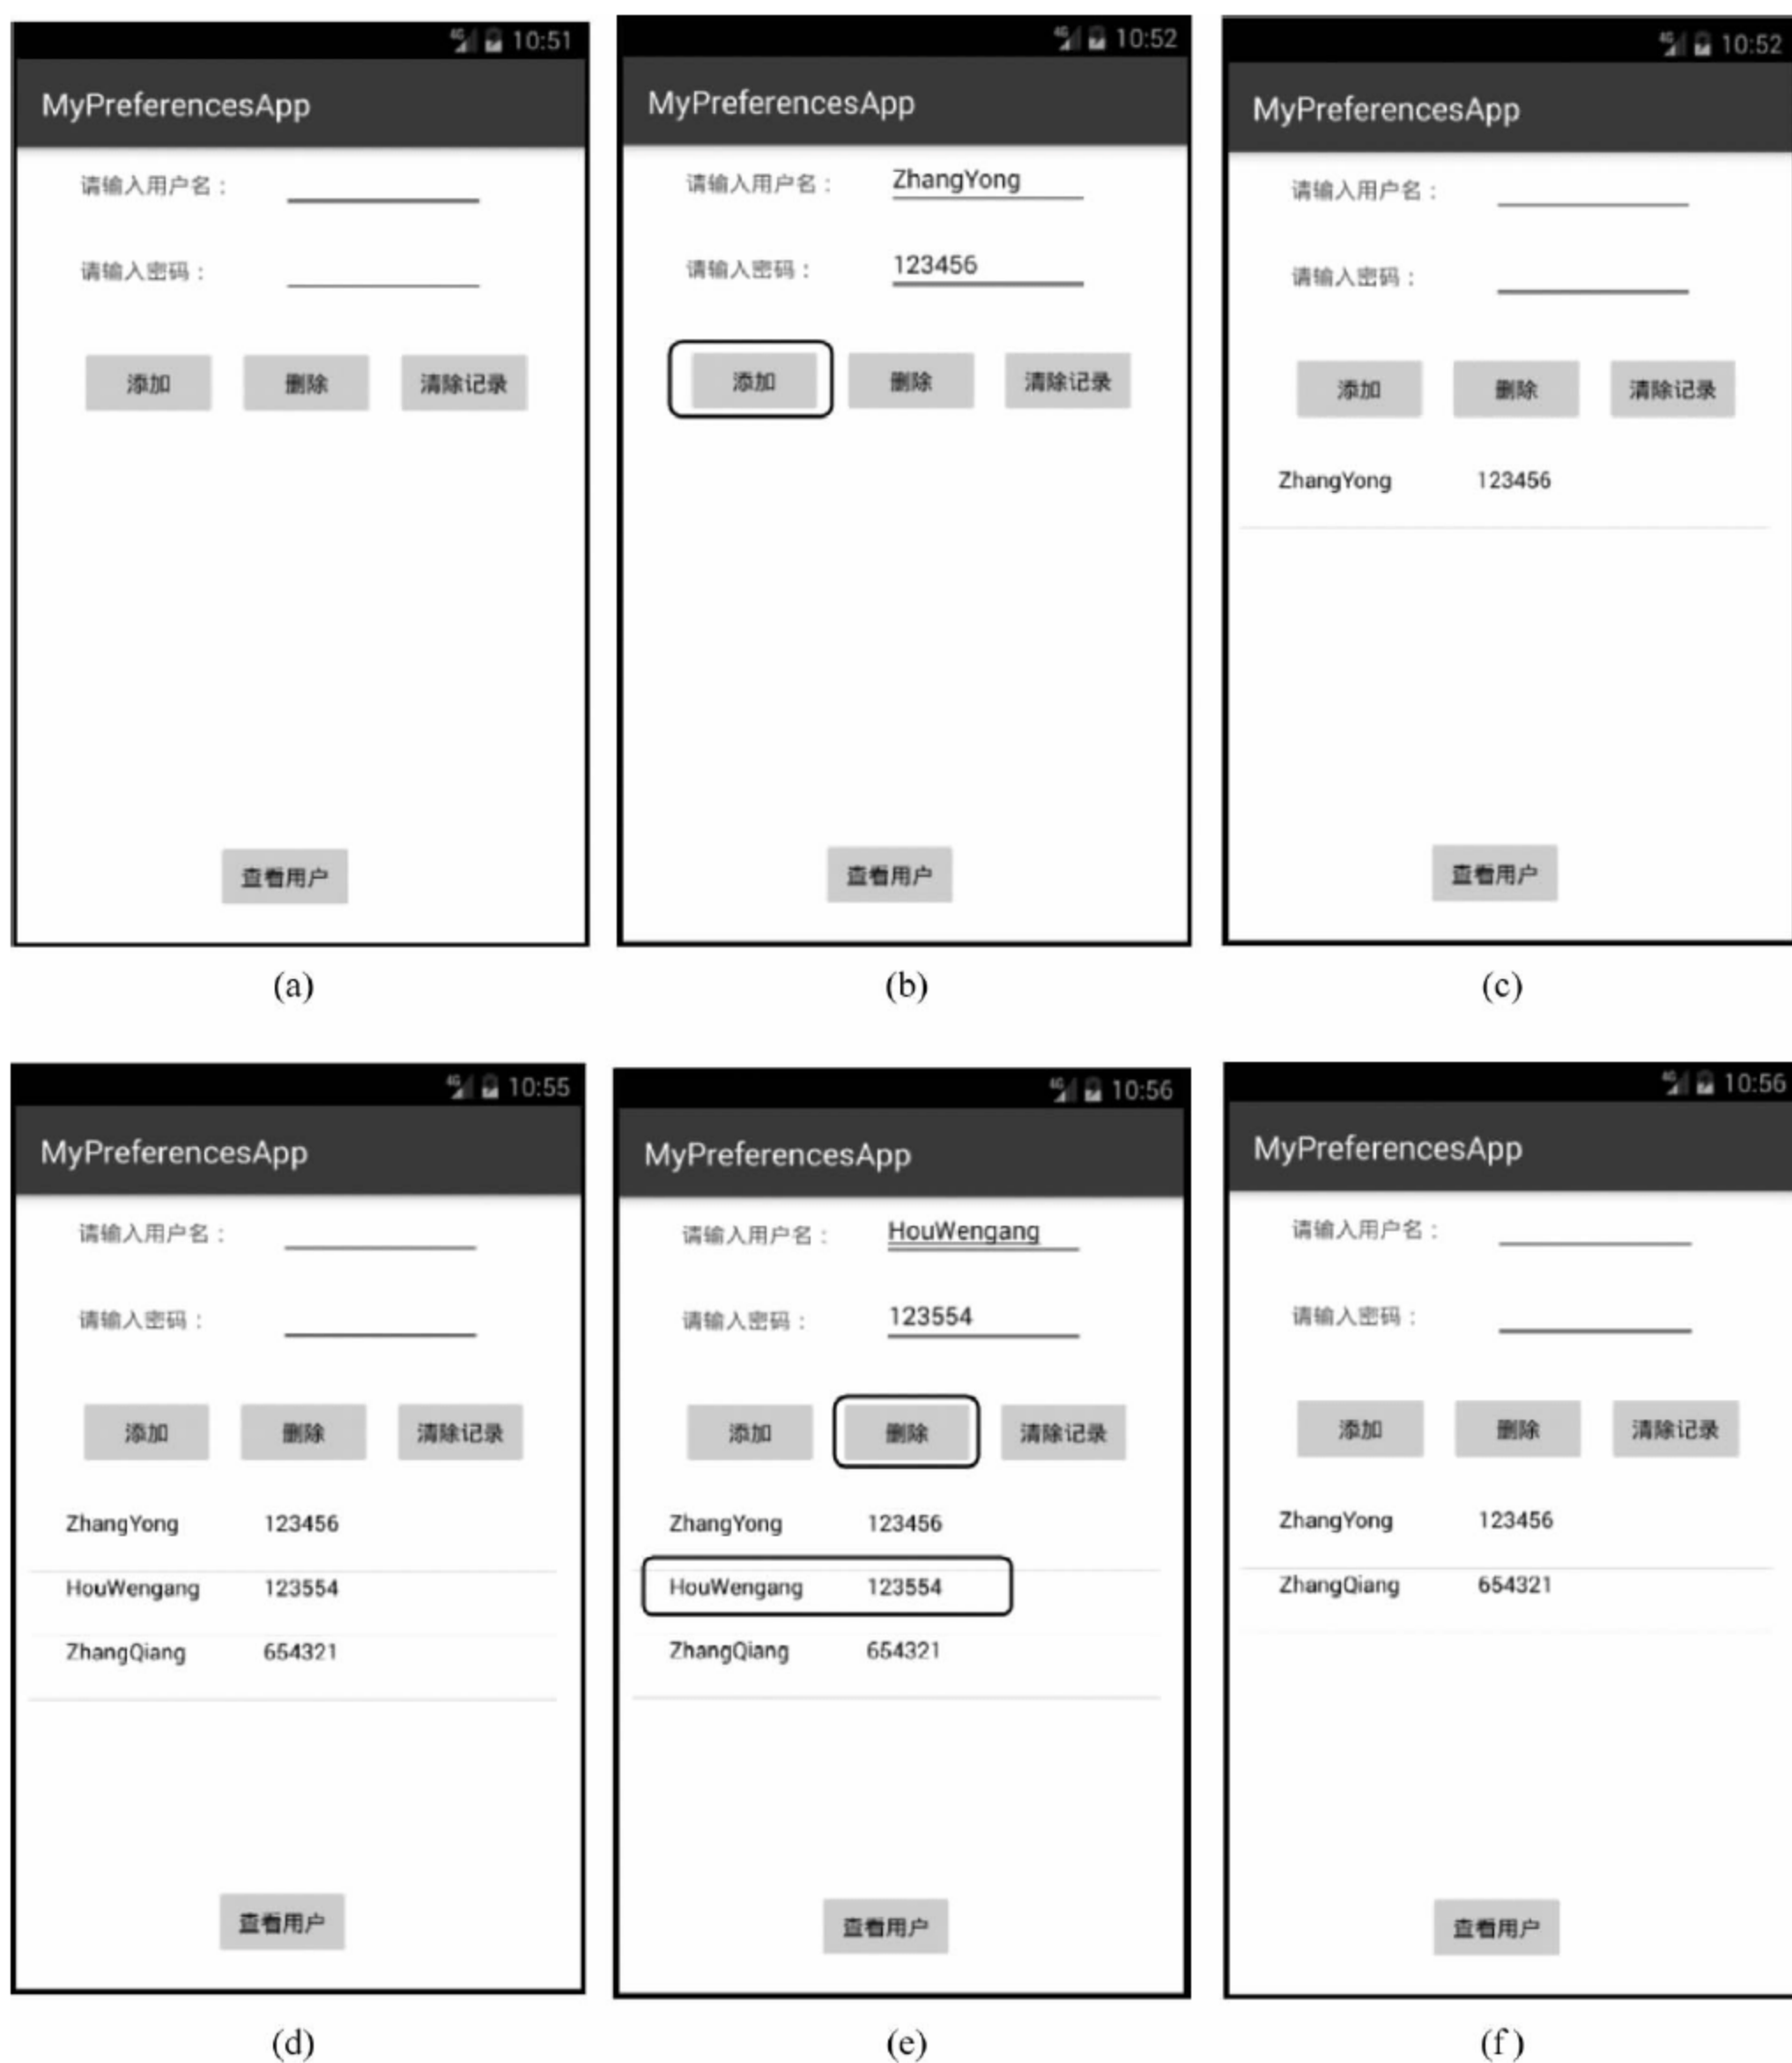 4G 10:51
MyPreferencesApp
请输入用户名：
请输入密码：
添加 删除 清除记录
查看用户
(a)
4G 10:52
MyPreferencesApp
请输入用户名： ZhangYong
请输入密码： 123456
添加 删除 清除记录
查看用户
(b)
4G 10:52
MyPreferencesApp
请输入用户名：
请输入密码：
添加 删除 清除记录
ZhangYong 123456
查看用户
(c)
4G 10:55
MyPreferencesApp
请输入用户名：
请输入密码：
添加 删除 清除记录
ZhangYong 123456
HouWengang 123554
ZhangQiang 654321
查看用户
(d)
4G 10:56
MyPreferencesApp
请输入用户名： HouWengang
请输入密码： 123554
添加 删除 清除记录
ZhangYong 123456
HouWengang 123554
ZhangQiang 654321
查看用户
(e)
4G 10:56
MyPreferencesApp
请输入用户名：
请输入密码：
添加 删除 清除记录
ZhangYong 123456
ZhangQiang 654321
查看用户
(f)